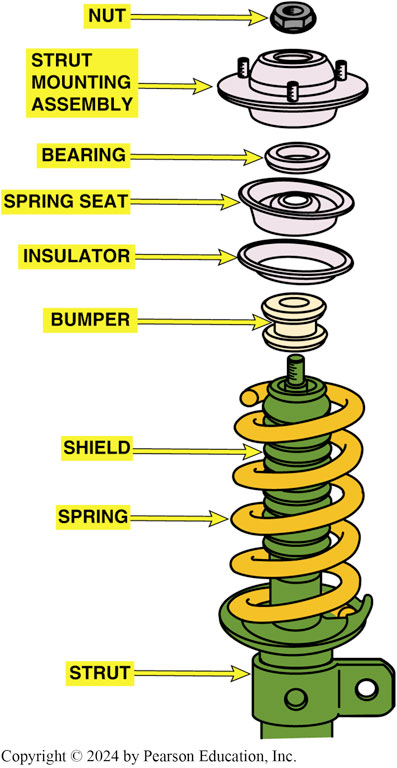 NUT
STRUT
MOUNTING
ASSEMBLY
BEARING
SPRING SEAT
INSULATOR
BUMPER
SHIELD
SPRING
STRUT
Copyright © 2024 by Pearson Education, Inc.